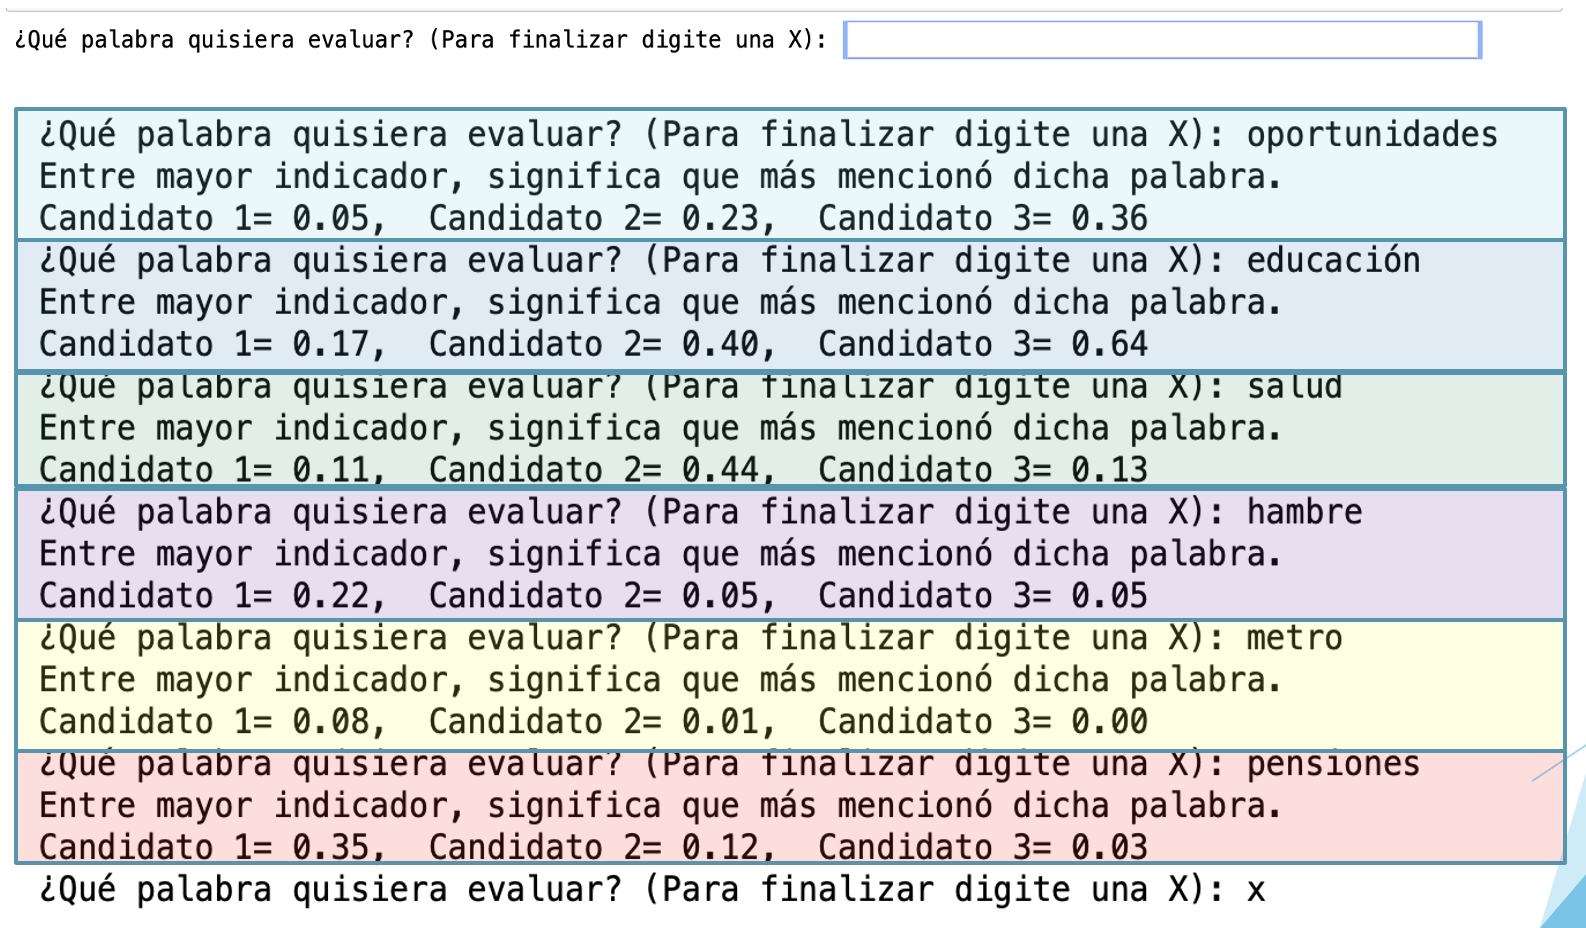 ¿Qué palabra quisiera evaluar? (Para finalizar digite una X):
¿Qué palabra quisiera evaluar? (Para finalizar digite una X): oportunidades
Entre mayor indicador, significa que más mencionó dicha palabra.
Candidato 1= 0.05,  Candidato 2= 0.23,  Candidato 3= 0.36
¿Qué palabra quisiera evaluar? (Para finalizar digite una X): educación
Entre mayor indicador, significa que más mencionó dicha palabra.
Candidato 1= 0.17,  Candidato 2= 0.40,  Candidato 3= 0.64
¿Qué palabra quisiera evaluar? (Para finalizar digite una X): salud
Entre mayor indicador, significa que más mencionó dicha palabra.
Candidato 1= 0.11,  Candidato 2= 0.44,  Candidato 3= 0.13
¿Qué palabra quisiera evaluar? (Para finalizar digite una X): hambre
Entre mayor indicador, significa que más mencionó dicha palabra.
Candidato 1= 0.22,  Candidato 2= 0.05,  Candidato 3= 0.05
¿Qué palabra quisiera evaluar? (Para finalizar digite una X): metro
Entre mayor indicador, significa que más mencionó dicha palabra.
Candidato 1= 0.08,  Candidato 2= 0.01,  Candidato 3= 0.00
¿Qué palabra quisiera evaluar? (Para finalizar digite una X): pensiones
Entre mayor indicador, significa que más mencionó dicha palabra.
Candidato 1= 0.35,  Candidato 2= 0.12,  Candidato 3= 0.03
¿Qué palabra quisiera evaluar? (Para finalizar digite una X): x